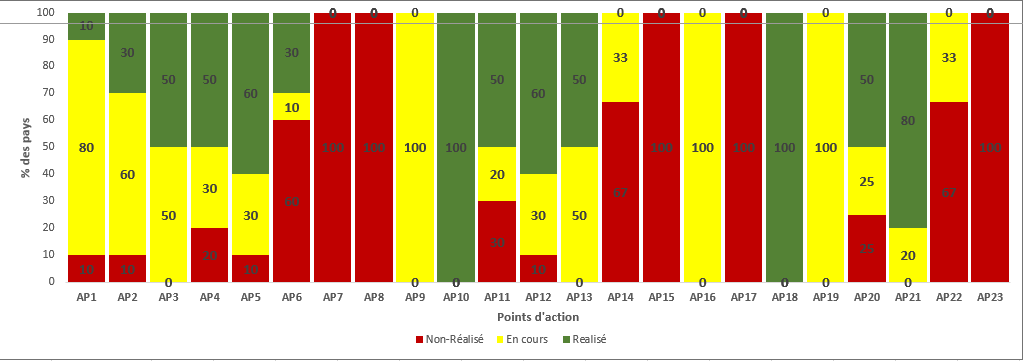 % des pays
100
90
80
70
60
50
40
30
20
10
0
10 30 50 50 60 30 0 0 0 100 50 60 50 0 0 0 0 100 0 50 80 0 0
80 60 50 30 30 10 100 100 100 0 20 30 50 33 100 100 100 0 100 25 20 33 100
10 10 0 20 10 60 0 30 10 0 67 0 0 25 0 67
AP1 AP2 AP3 AP4 AP5 AP6 AP7 AP8 AP9 AP10 AP11 AP12 AP13 AP14 AP15 AP16 AP17 AP18 AP19 AP20 AP21 AP22 AP23
Points d'action
Non-Réalisé En cours Realisé